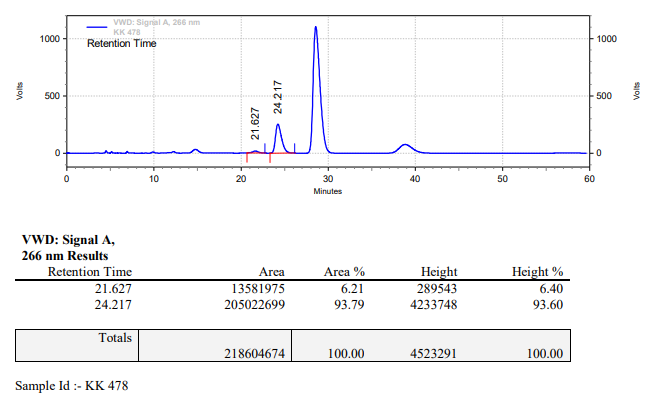 VWD: Signal A, 266 nm
KK 478
Retention Time
1000
500
0
Volts
21.627
24.217
1000
500
0
Volts
0 10 20 30 40 50 60
Minutes
VWD: Signal A,
266 nm Results
Retention Time Area Area % Height Height %
21.627 13581975 6.21 289543 6.40
24.217 205022699 93.79 4233748 93.60
Totals
218604674 100.00 4523291 100.00
Sample Id :- KK 478